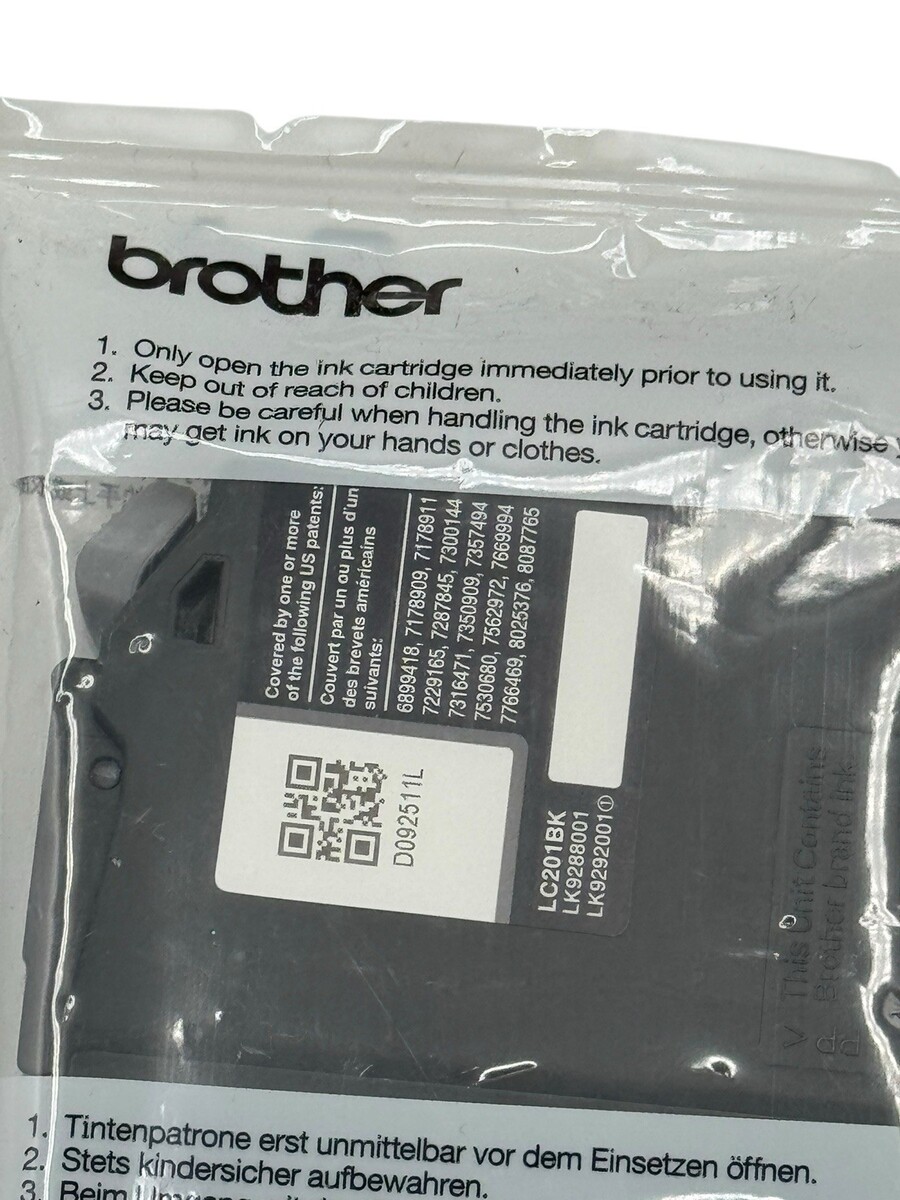 brother
1. Only open the ink cartridge immediately prior to using it.
2. Keep out of reach of children.
3. Please be careful when handling the ink cartridge, otherwise
may get ink on your hands or clothes.
Covered by one or more
of the following US patents:
Couvert par un ou plus d'un
des brevets américains
suivants:
6899418, 7178909, 7178911
7229165, 7287845, 7300144
7316471, 7350909, 7357494
7530680, 7562972, 7669994
7766469, 8025376, 8087765
D092511L
LC201BK
LK9288001
LK9292001①
This Unit Contains
Brother brand ink
1. Tintenpatrone erst unmittelbar vor dem Einsetzen öffnen.
2. Stets kindersicher aufbewahren.
3. Beim